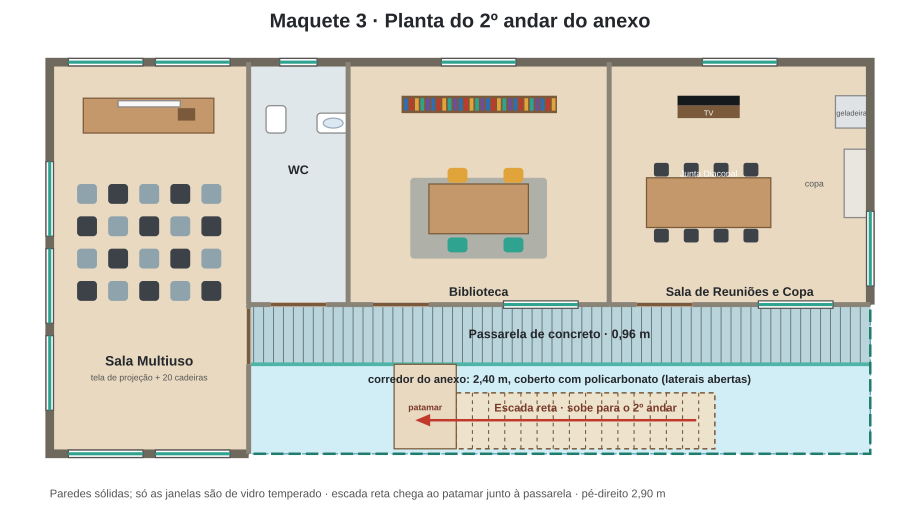 Maquete 3 · Planta do 2º andar do anexo
TV
geladeira
WC
Junta Diaconal
copa
Biblioteca
Sala de Reuniões e Copa
Passarela de concreto · 0,96 m
Sala Multiuso
tela de projeção + 20 cadeiras
corredor do anexo: 2,40 m, coberto com policarbonato (laterais abertas)
patamar
Escada reta · sobe para o 2º andar
Paredes sólidas; só as janelas são de vidro temperado · escada reta chega ao patamar junto à passarela · pé-direito 2,90 m